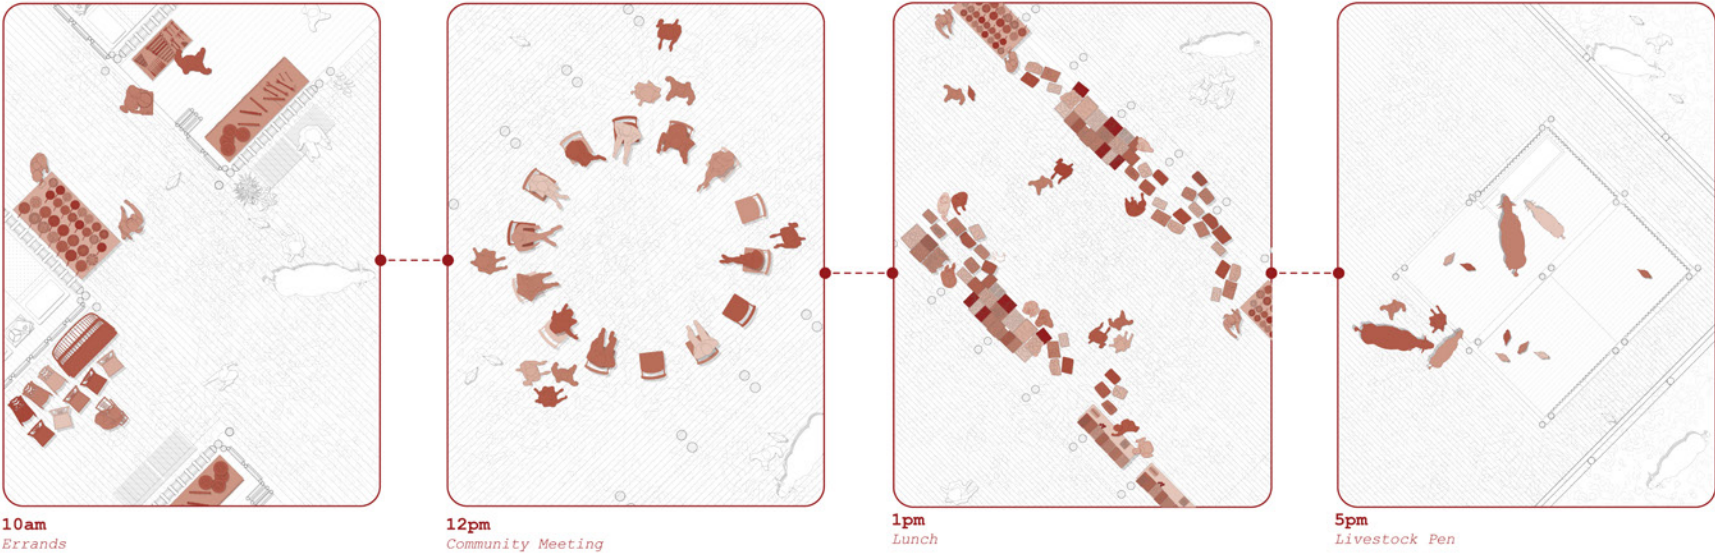 10am
Errands
12pm
Community Meeting
1pm
Lunch
5pm
Livestock Pen